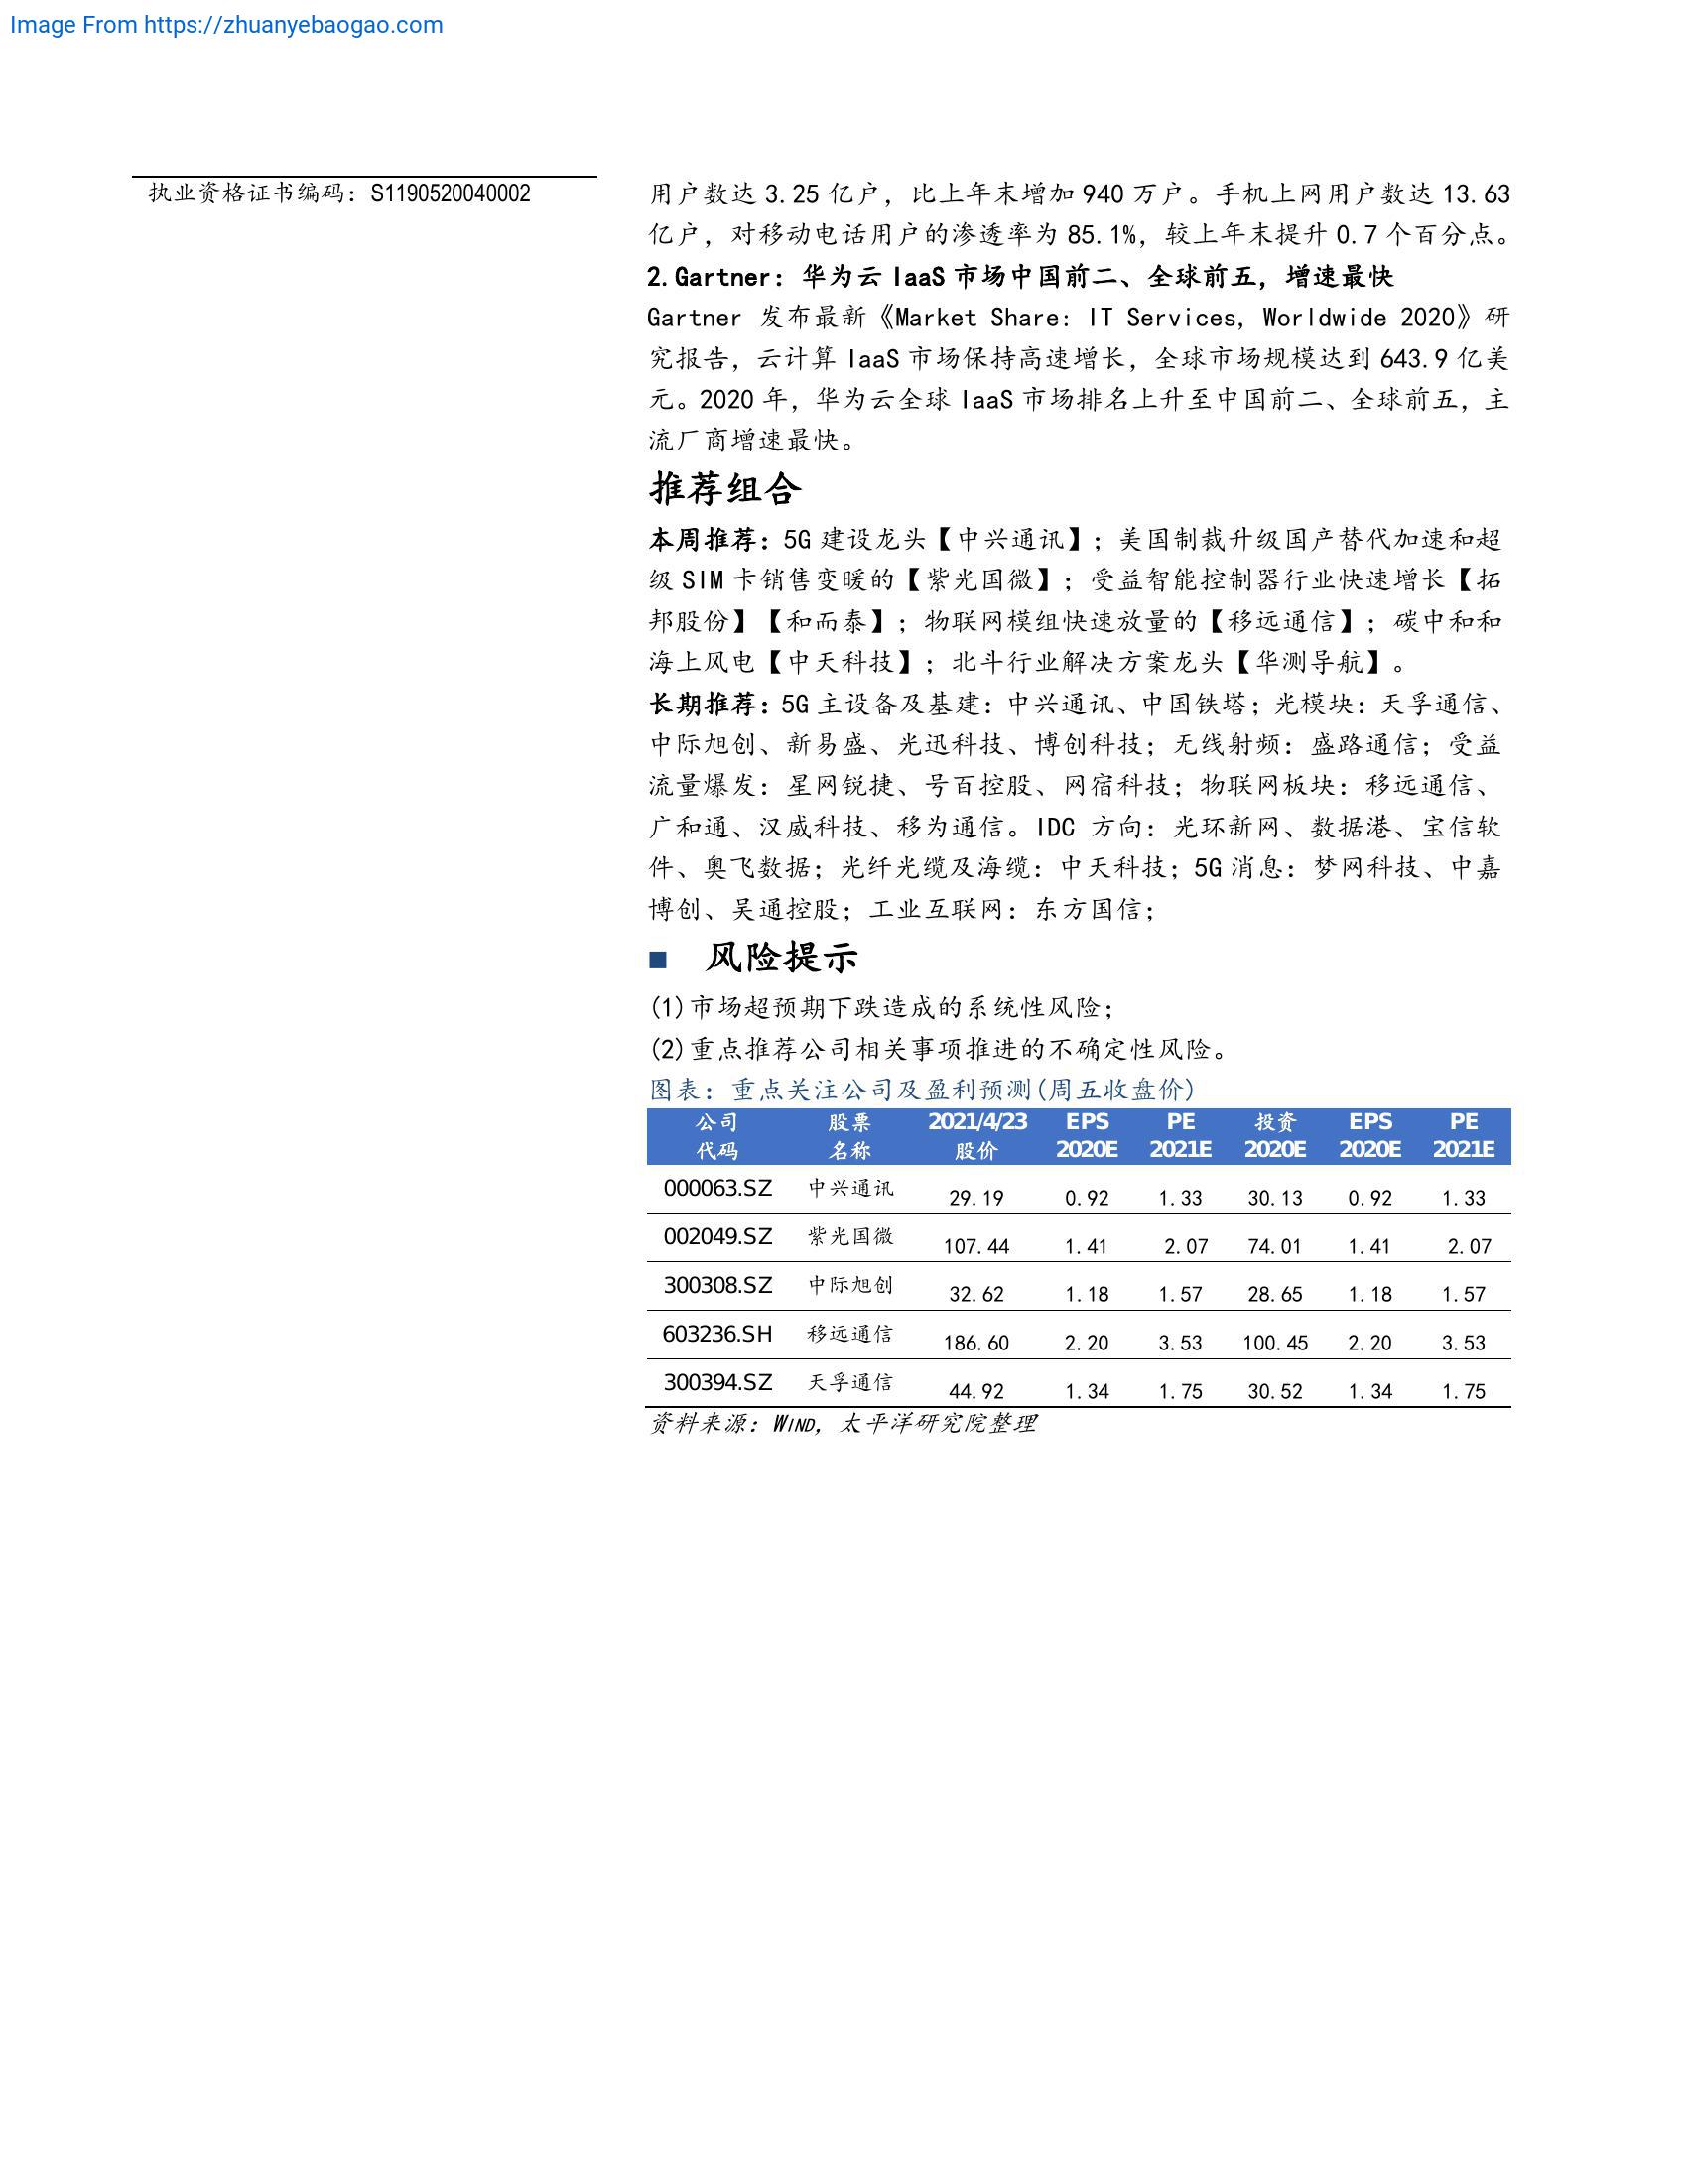 Image From https://zhuanyebaogao.com
执业资格证书编码：S1190520040002
用户数达 3.25 亿户，比上年末增加 940 万户。手机上网用户数达 13.63
亿户，对移动电话用户的渗透率为 85.1%，较上年末提升 0.7 个百分点。
2.Gartner：华为云 IaaS 市场中国前二、全球前五，增速最快
Gartner 发布最新《Market Share: IT Services, Worldwide 2020》研
究报告，云计算 IaaS 市场保持高速增长，全球市场规模达到 643.9 亿美
元。2020 年，华为云全球 IaaS 市场排名上升至中国前二、全球前五，主
流厂商增速最快。
推荐组合
本周推荐：5G 建设龙头【中兴通讯】；美国制裁升级国产替代加速和超
级 SIM 卡销售变暖的【紫光国微】；受益智能控制器行业快速增长【拓
邦股份】【和而泰】；物联网模组快速放量的【移远通信】；碳中和和
海上风电【中天科技】；北斗行业解决方案龙头【华测导航】。
长期推荐：5G 主设备及基建：中兴通讯、中国铁塔；光模块：天孚通信、
中际旭创、新易盛、光迅科技、博创科技；无线射频：盛路通信；受益
流量爆发：星网锐捷、号百控股、网宿科技；物联网板块：移远通信、
广和通、汉威科技、移为通信。IDC 方向：光环新网、数据港、宝信软
件、奥飞数据；光纤光缆及海缆：中天科技；5G 消息：梦网科技、中嘉
博创、吴通控股；工业互联网：东方国信；
■ 风险提示
(1)市场超预期下跌造成的系统性风险；
(2)重点推荐公司相关事项推进的不确定性风险。
图表：重点关注公司及盈利预测(周五收盘价)
公司 股票 2021/4/23 EPS PE 投资 EPS PE
代码 名称 股价 2020E 2021E 2020E 2020E 2021E
000063.SZ 中兴通讯 29.19 0.92 1.33 30.13 0.92 1.33
002049.SZ 紫光国微 107.44 1.41 2.07 74.01 1.41 2.07
300308.SZ 中际旭创 32.62 1.18 1.57 28.65 1.18 1.57
603236.SH 移远通信 186.60 2.20 3.53 100.45 2.20 3.53
300394.SZ 天孚通信 44.92 1.34 1.75 30.52 1.34 1.75
资料来源：WIND，太平洋研究院整理